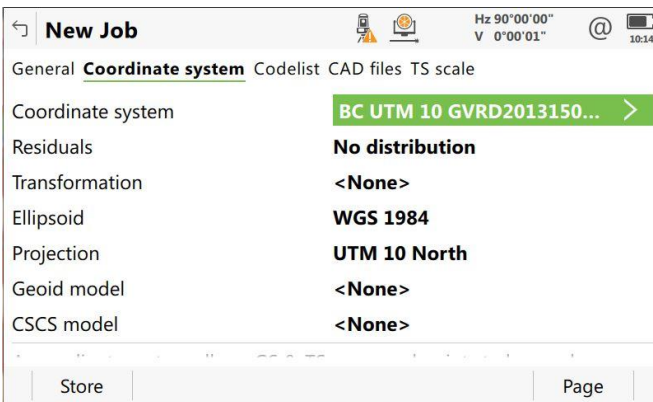 New Job
Hz 90°00'00"
V 0°00'01"
@
10:14
General Coordinate system Codelist CAD files TS scale
Coordinate system BC UTM 10 GVRD2013150...
Residuals No distribution
Transformation <None>
Ellipsoid WGS 1984
Projection UTM 10 North
Geoid model <None>
CSCS model <None>
Store Page